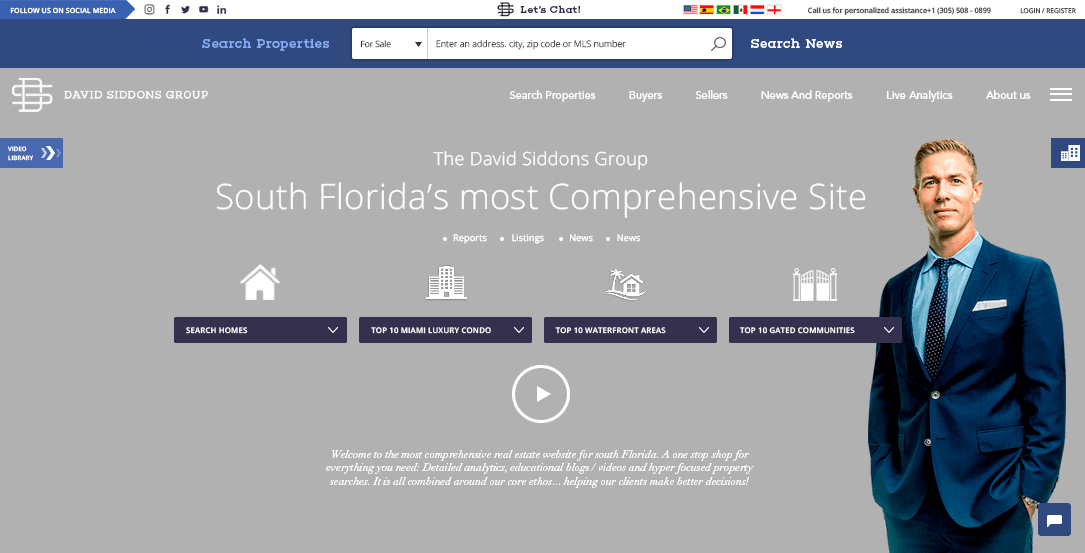 FOLLOW US ON SOCIAL MEDIA
Let's Chat!
Call us for personalized assistance+1 (305) 508 - 0899
LOGIN / REGISTER
Search Properties
For Sale
Enter an address. city, zip code or MLS number
Search News
DAVID SIDDONS GROUP
Search Properties
Buyers
Sellers
News And Reports
Live Analytics
About us
VIDEO
LIBRARY
The David Siddons Group
South Florida's most Comprehensive Site
Reports
Listings
News
News
SEARCH HOMES
TOP 10 MIAMI LUXURY CONDO
TOP 10 WATERFRONT AREAS
TOP 10 GATED COMMUNITIES
Welcome to the most comprehensive real estate website for south Florida. A one stop shop for
everything you need: Detailed analytics, educational blogs / videos and hyper focused property
searches. It is all combined around our core ethos... helping our clients make better decisions!